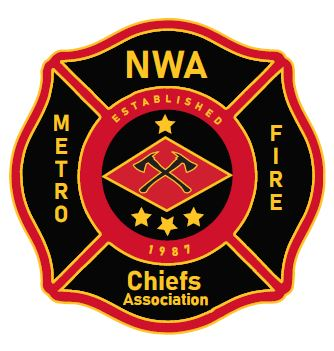 NWA
METRO
FIRE
ESTABLISHED
1987
Chiefs
Association